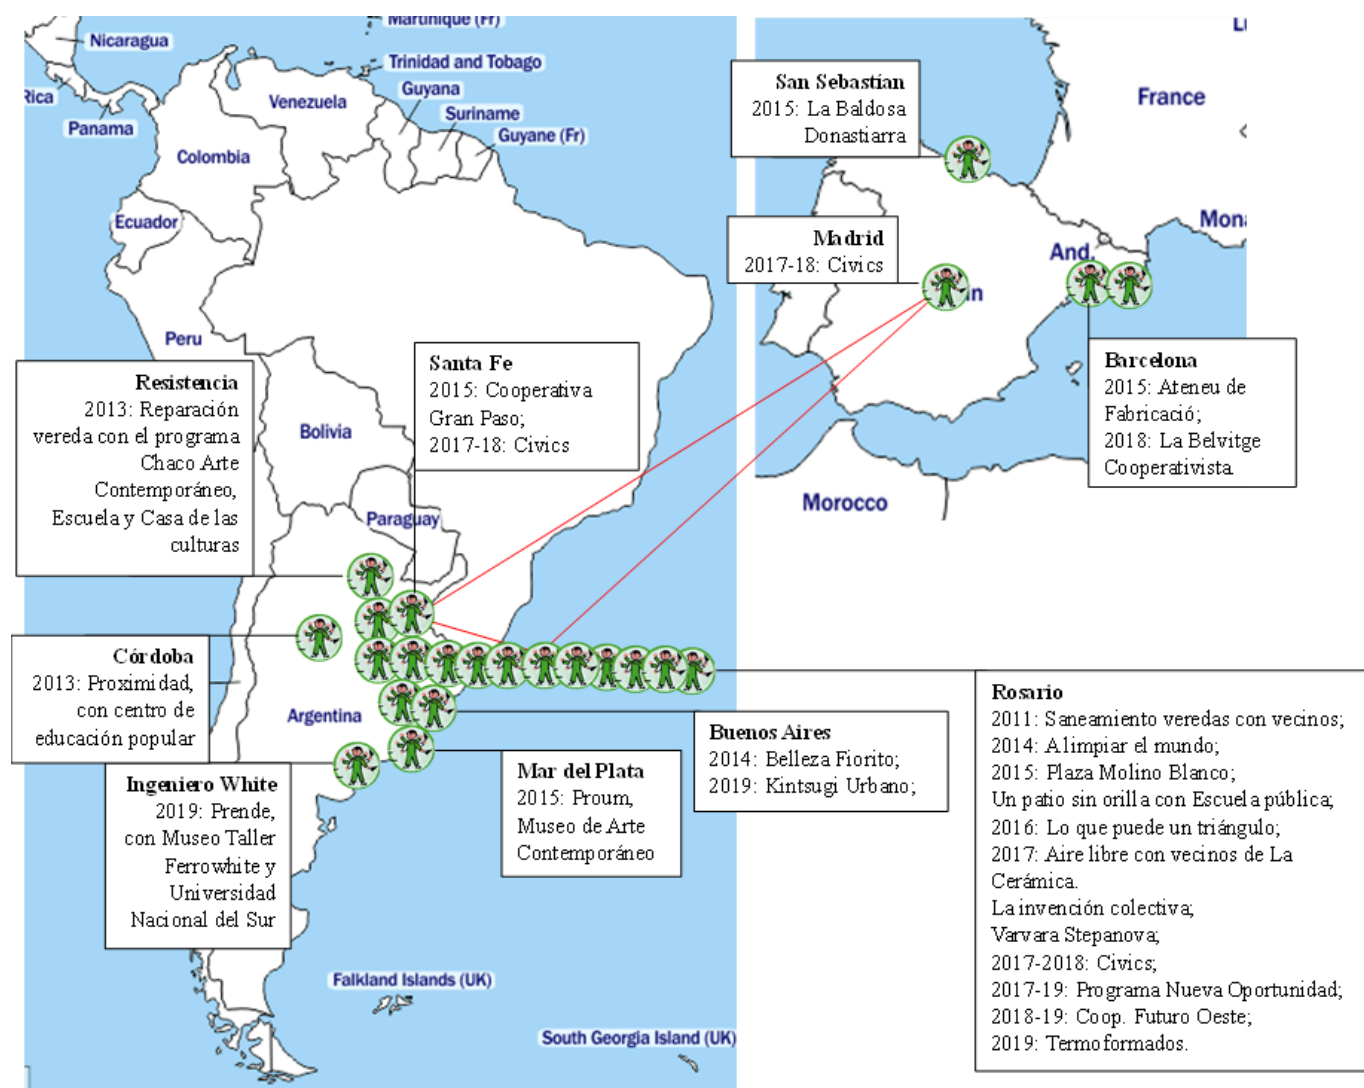 Martinique (Fr)
Nicaragua
Trinidad and Tobago
Rica
Panama
Venezuela
Guyana
Suriname
Guyane (Fr)
Colombia
Ecuador
Peru
Bolivia
Paraguay
Argentina
Falkland Islands (UK)
South Georgia Island (UK)
France
And.
Morocco
San Sebastían
2015: La Baldosa
Donastiarra
Madrid
2017-18: Civics
Barcelona
2015: Ateneu de
Fabricació;
2018: La Belvitge
Cooperativista
Santa Fe
2015: Cooperativa
Gran Paso;
2017-18: Civics
Resistencia
2013: Reparación
vereda con el programa
Chaco Arte
Contemporáneo,
Escuela y Casa de las
culturas
Córdoba
2013: Proximidad,
con centro de
educación popular
Ingeniero White
2019: Prende,
con Museo Taller
Ferrowhite y
Universidad
Nacional del Sur
Mar del Plata
2015: Proum,
Museo de Arte
Contemporáneo
Buenos Aires
2014: Belleza Fiorito;
2019: Kintsugi Urbano;
Rosario
2011: Saneamiento veredas con vecinos;
2014: A limpiar el mundo;
2015: Plaza Molino Blanco;
Un patio sin orilla con Escuela pública;
2016: Lo que puede un triángulo;
2017: Aire libre con vecinos de La
Cerámica.
La invención colectiva;
Varvara Stepanova;
2017-2018: Civics;
2017-19: Programa Nueva Oportunidad;
2018-19: Coop. Futuro Oeste;
2019: Termoformados.